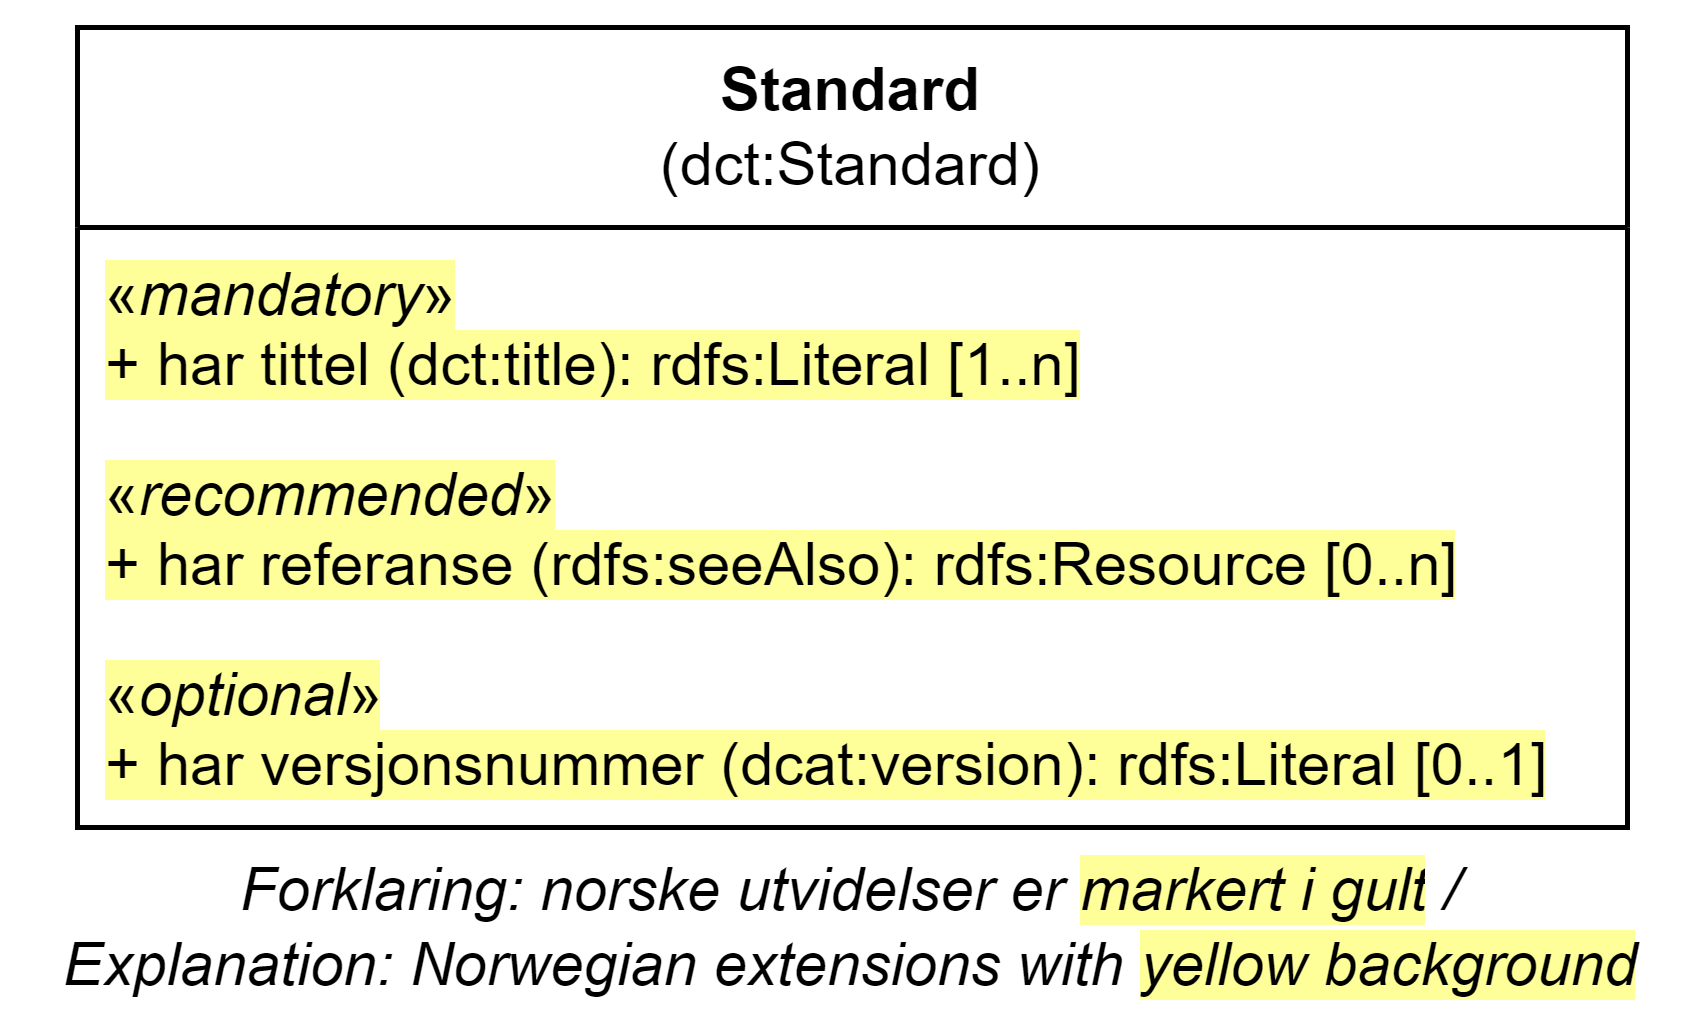 Standard
(dct:Standard)
«mandatory»
+ har tittel (dct:title): rdfs:Literal [1..n]
«recommended»
+ har referanse (rdfs:seeAlso): rdfs:Resource [0..n]
«optional»
+ har versjonsnummer (dcat:version): rdfs:Literal [0..1]
Forklaring: norske utvidelser er markert i gult /
Explanation: Norwegian extensions with yellow background